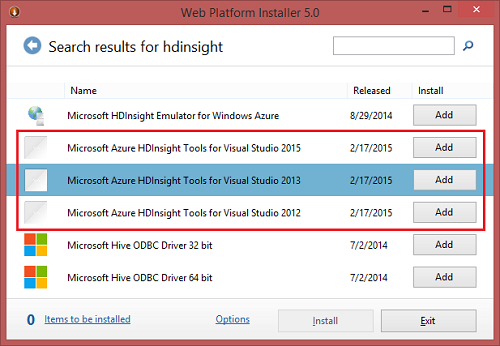 Web Platform Installer 5.0
Search results for hdinsight
Name Released Install
Microsoft HDInsight Emulator for Windows Azure 8/29/2014 Add
Microsoft Azure HDInsight Tools for Visual Studio 2015 2/17/2015 Add
Microsoft Azure HDInsight Tools for Visual Studio 2013 2/17/2015 Add
Microsoft Azure HDInsight Tools for Visual Studio 2012 2/17/2015 Add
Microsoft Hive ODBC Driver 32 bit 7/2/2014 Add
Microsoft Hive ODBC Driver 64 bit 7/2/2014 Add
0 Items to be installed Options Install Exit